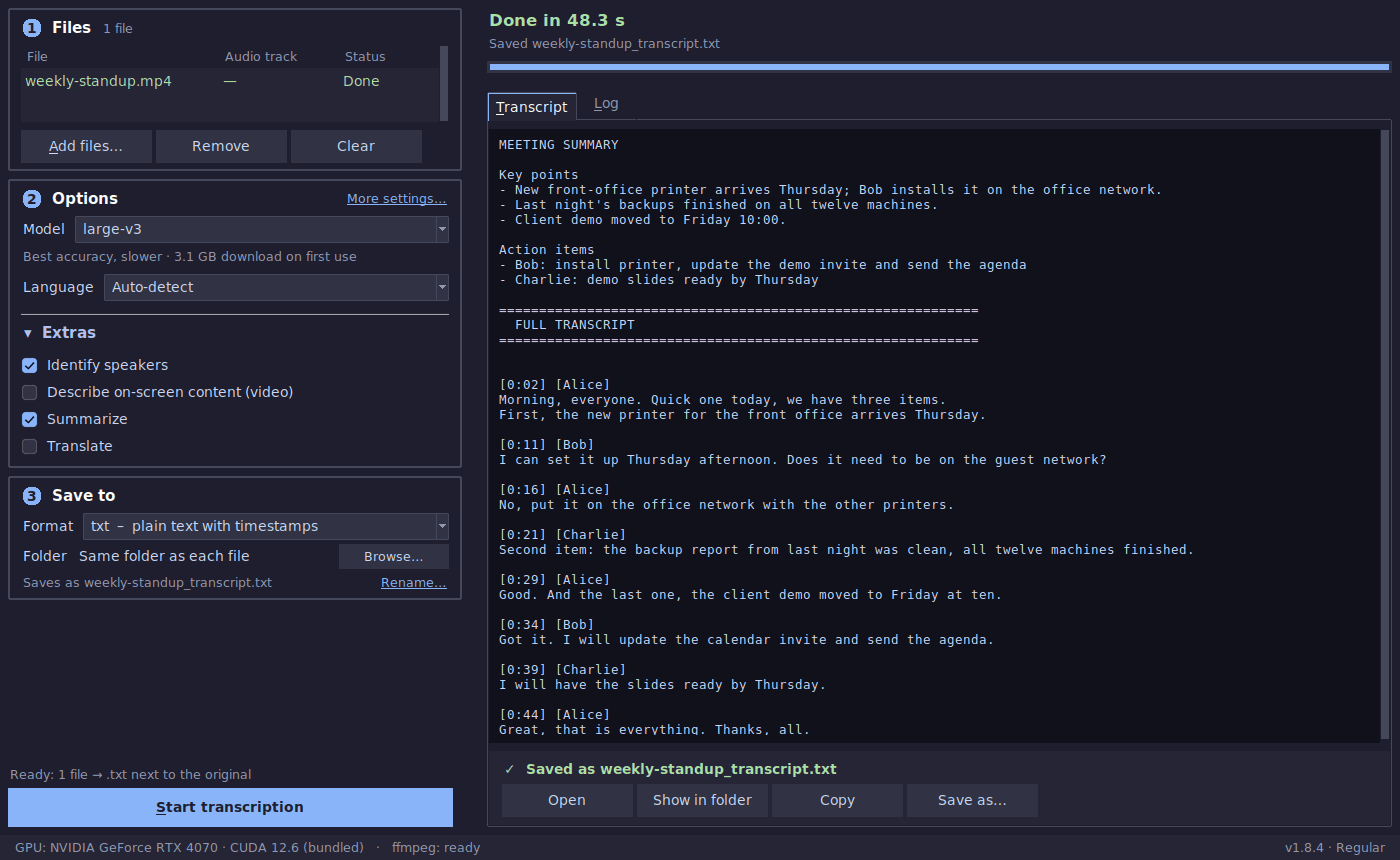 1 Files 1 file
File Audio track Status
weekly-standup.mp4 — Done
Add files... Remove Clear
2 Options More settings...
Model large-v3
Best accuracy, slower · 3.1 GB download on first use
Language Auto-detect
▼ Extras
Identify speakers
Describe on-screen content (video)
Summarize
Translate
3 Save to
Format txt – plain text with timestamps
Folder Same folder as each file Browse...
Saves as weekly-standup_transcript.txt Rename...
Ready: 1 file → .txt next to the original
Start transcription
Done in 48.3 s
Saved weekly-standup_transcript.txt
Transcript Log
MEETING SUMMARY
Key points
- New front-office printer arrives Thursday; Bob installs it on the office network.
- Last night's backups finished on all twelve machines.
- Client demo moved to Friday 10:00.
Action items
- Bob: install printer, update the demo invite and send the agenda
- Charlie: demo slides ready by Thursday
============================================================
FULL TRANSCRIPT
============================================================
[0:02] [Alice]
Morning, everyone. Quick one today, we have three items.
First, the new printer for the front office arrives Thursday.
[0:11] [Bob]
I can set it up Thursday afternoon. Does it need to be on the guest network?
[0:16] [Alice]
No, put it on the office network with the other printers.
[0:21] [Charlie]
Second item: the backup report from last night was clean, all twelve machines finished.
[0:29] [Alice]
Good. And the last one, the client demo moved to Friday at ten.
[0:34] [Bob]
Got it. I will update the calendar invite and send the agenda.
[0:39] [Charlie]
I will have the slides ready by Thursday.
[0:44] [Alice]
Great, that is everything. Thanks, all.
✓ Saved as weekly-standup_transcript.txt
Open Show in folder Copy Save as...
GPU: NVIDIA GeForce RTX 4070 · CUDA 12.6 (bundled) · ffmpeg: ready
v1.8.4 · Regular